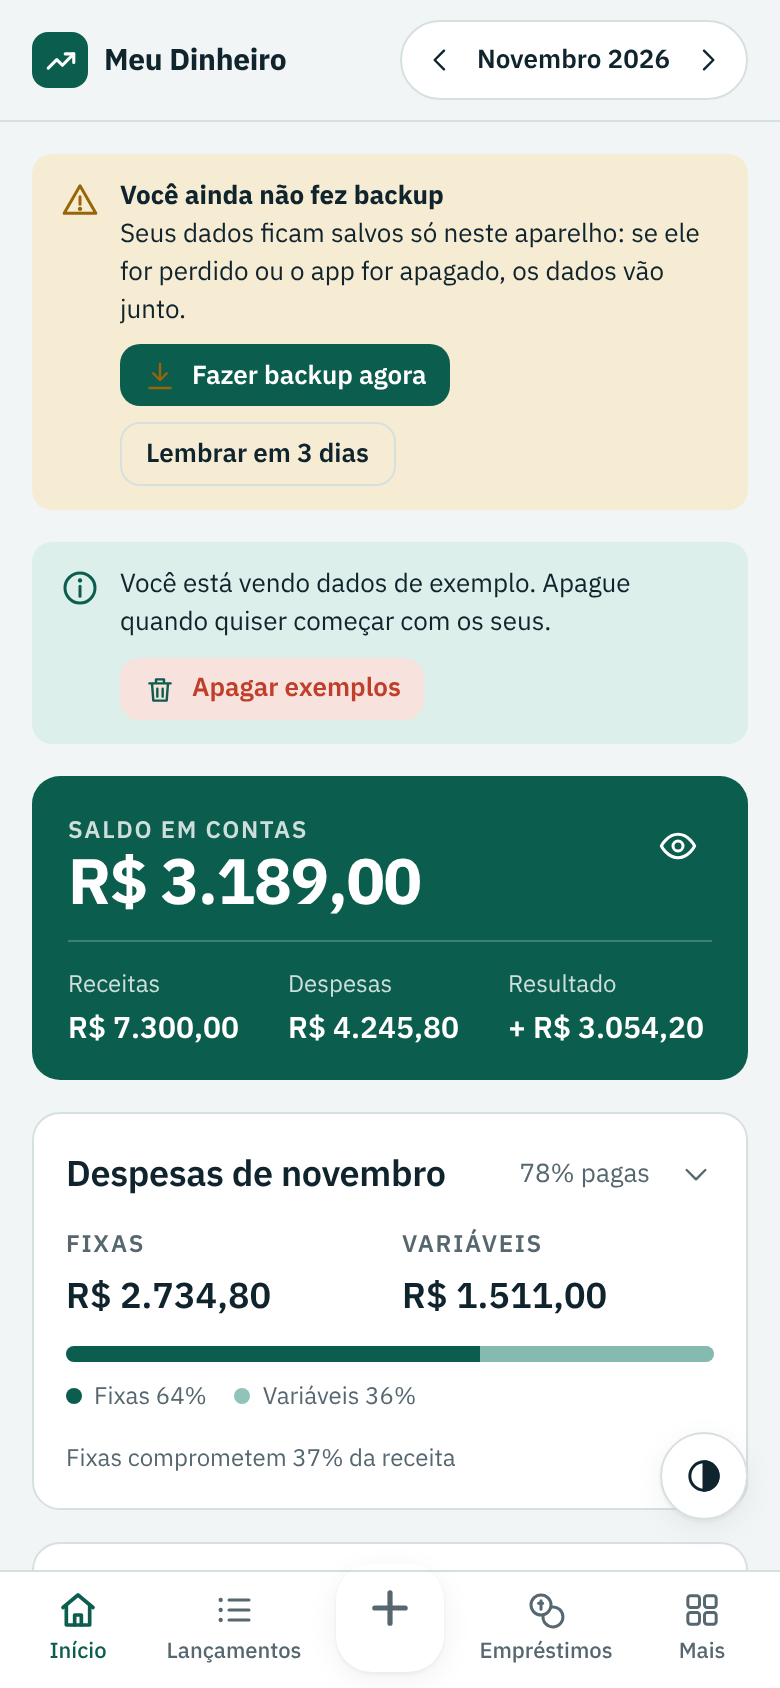 Meu Dinheiro
Novembro 2026
Você ainda não fez backup
Seus dados ficam salvos só neste aparelho: se ele
for perdido ou o app for apagado, os dados vão
junto.
Fazer backup agora
Lembrar em 3 dias
Você está vendo dados de exemplo. Apague
quando quiser começar com os seus.
Apagar exemplos
SALDO EM CONTAS
R$ 3.189,00
Receitas
Despesas
Resultado
R$ 7.300,00
R$ 4.245,80
+ R$ 3.054,20
Despesas de novembro
78% pagas
FIXAS
VARIÁVEIS
R$ 2.734,80
R$ 1.511,00
Fixas 64%
Variáveis 36%
Fixas comprometem 37% da receita
Início
Lançamentos
Empréstimos
Mais